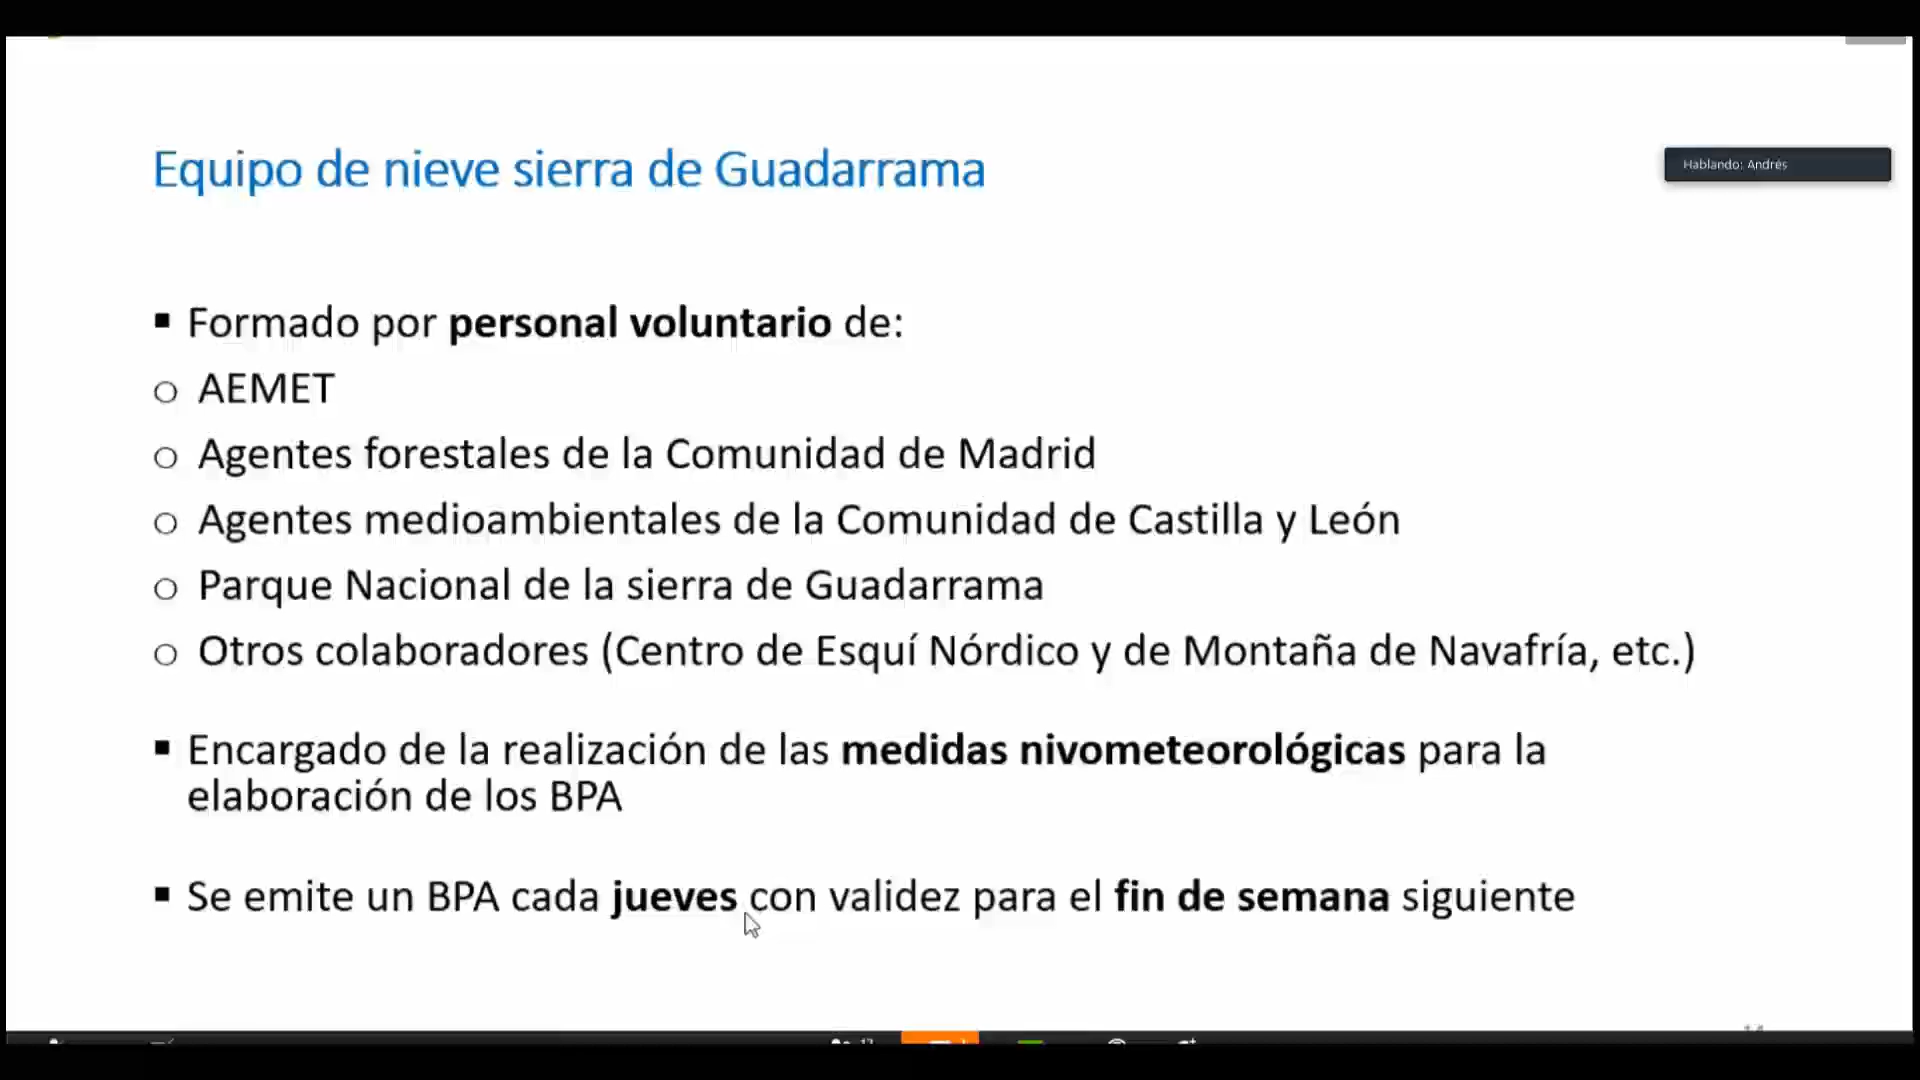 Equipo de nieve sierra de Guadarrama
Hablando: Andrés
▪ Formado por personal voluntario de:
o AEMET
o Agentes forestales de la Comunidad de Madrid
o Agentes medioambientales de la Comunidad de Castilla y León
o Parque Nacional de la sierra de Guadarrama
o Otros colaboradores (Centro de Esquí Nórdico y de Montaña de Navafría, etc.)
▪ Encargado de la realización de las medidas nivometeorológicas para la
elaboración de los BPA
▪ Se emite un BPA cada jueves con validez para el fin de semana siguiente